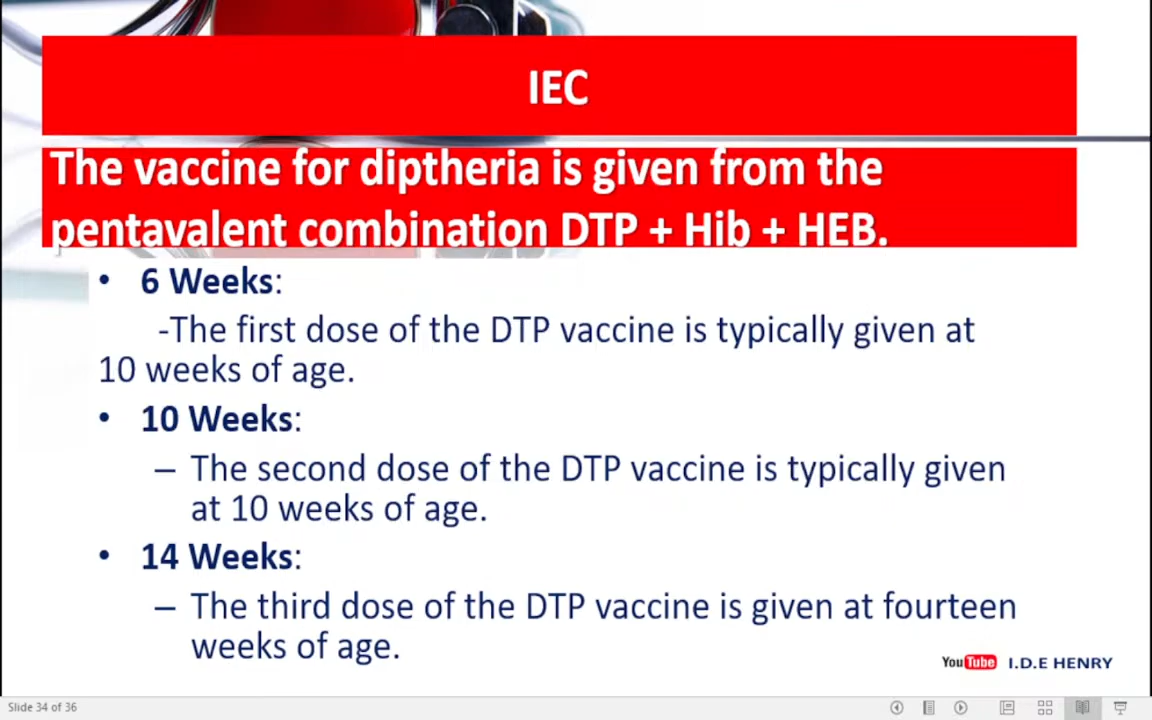 IEC
The vaccine for diptheria is given from the
pentavalent combination DTP + Hib + HEB.
• 6 Weeks:
-The first dose of the DTP vaccine is typically given at
10 weeks of age.
• 10 Weeks:
– The second dose of the DTP vaccine is typically given
at 10 weeks of age.
• 14 Weeks:
– The third dose of the DTP vaccine is given at fourteen
weeks of age.
YouTube I.D.E HENRY
Slide 34 of 36